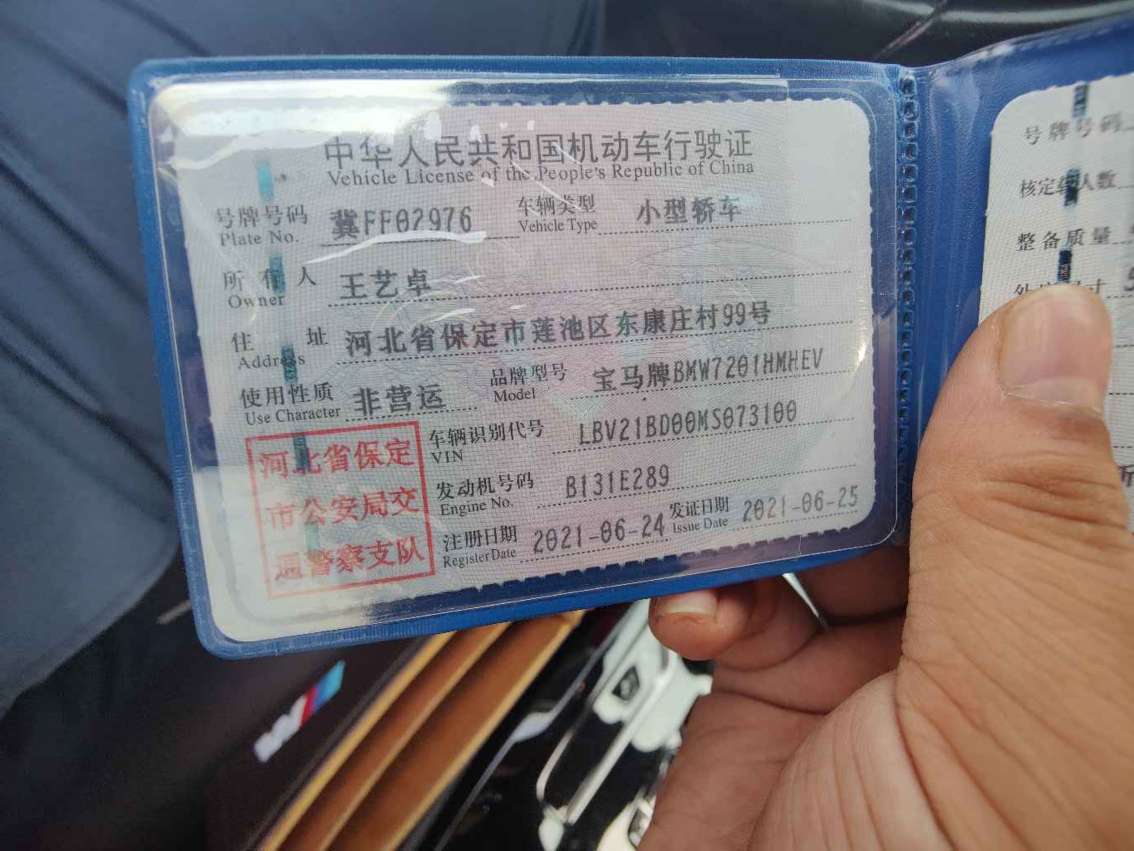 中华人民共和国机动车行驶证
Vehicle License of the People's Republic of China
号牌号码 冀FF02976 车辆类型 小型轿车
Plate No. Vehicle Type
所有人 王艺卓
Owner
住址 河北省保定市莲池区东康庄村99号
Address
使用性质 非营运 品牌型号 宝马牌BMW7201HMHEV
Use Character Model
河北省保定
市公安局交
通警察支队
车辆识别代号 LBV21BD00MS073100
VIN
发动机号码 B131E289
Engine No.
注册日期 2021-06-24 发证日期 2021-06-25
Register Date Issue Date
号牌号码
核定载人数
整备质量